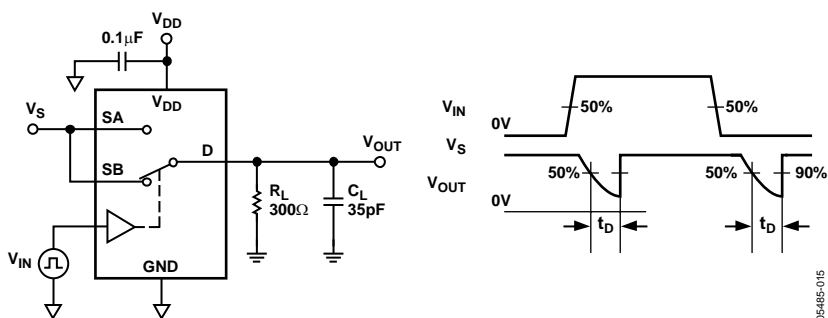 V_DD
0.1μF
V_DD
V_S
SA
SB
D
V_OUT
R_L
300Ω
C_L
35pF
V_IN
GND
V_IN
0V
50%
50%
V_S
V_OUT
50%
50%
90%
0V
t_D
t_D
05485-015